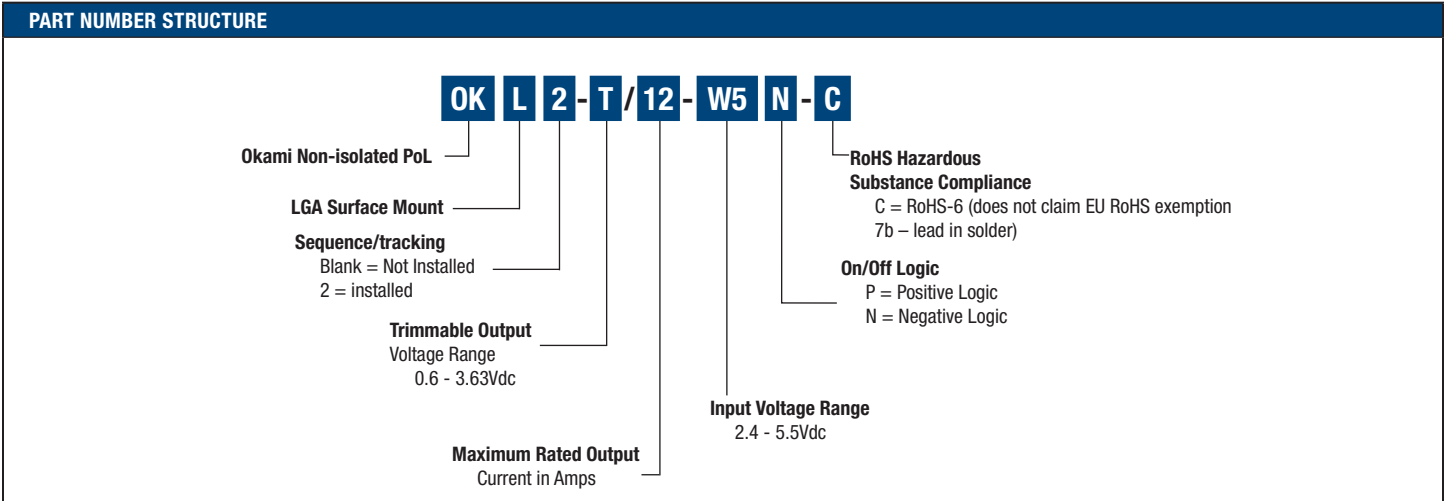 PART NUMBER STRUCTURE
OK L 2 - T / 12 - W5 N - C
Okami Non-isolated PoL
LGA Surface Mount
Sequence/tracking
Blank = Not Installed
2 = installed
Trimmable Output
Voltage Range
0.6 - 3.63Vdc
Maximum Rated Output
Current in Amps
RoHS Hazardous
Substance Compliance
C = RoHS-6 (does not claim EU RoHS exemption
7b – lead in solder)
On/Off Logic
P = Positive Logic
N = Negative Logic
Input Voltage Range
2.4 - 5.5Vdc